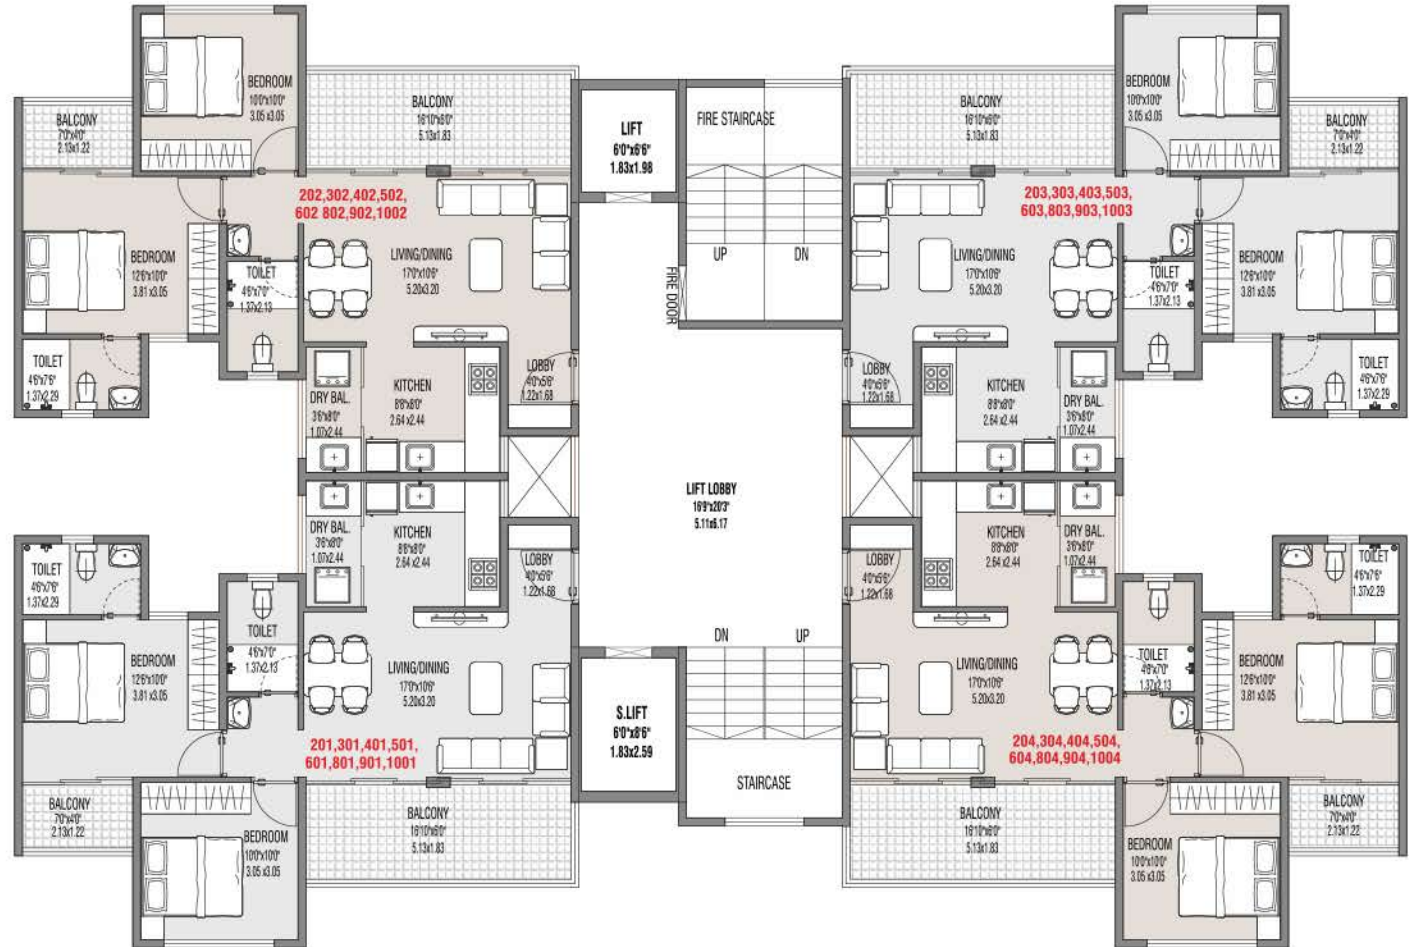 BEDROOM
10'0"x10'0"
3.05 x3.05
BALCONY
7'0"x4'0"
2.13x1.22
BALCONY
16'10"x6'0"
5.13x1.83
202,302,402,502,
602 802,902,1002
BEDROOM
12'6"x10'0"
3.81 x3.05
TOILET
4'6"x7'0"
1.37x2.13
LIVING/DINING
17'0"x10'6"
5.20x3.20
TOILET
4'6"x7'6"
1.37x2.29
DRY BAL.
3'6"x8'0"
1.07x2.44
KITCHEN
8'8"x8'0"
2.64 x2.44
LOBBY
4'0"x5'6"
1.22x1.68
LIFT
6'0"x6'6"
1.83x1.98
FIRE STAIRCASE
UP
DN
FIRE DOOR
BALCONY
16'10"x6'0"
5.13x1.83
BEDROOM
10'0"x10'0"
3.05 x3.05
BALCONY
7'0"x4'0"
2.13x1.22
203,303,403,503,
603,803,903,1003
LIVING/DINING
17'0"x10'6"
5.20x3.20
TOILET
4'6"x7'0"
1.37x2.13
BEDROOM
12'6"x10'0"
3.81 x3.05
LOBBY
4'0"x5'6"
1.22x1.68
KITCHEN
8'8"x8'0"
2.64 x2.44
DRY BAL.
3'6"x8'0"
1.07x2.44
TOILET
4'6"x7'6"
1.37x2.29
LIFT LOBBY
16'9"x20'3"
5.11x6.17
TOILET
4'6"x7'6"
1.37x2.29
DRY BAL.
3'6"x8'0"
1.07x2.44
KITCHEN
8'8"x8'0"
2.64 x2.44
LOBBY
4'0"x5'6"
1.22x1.68
TOILET
4'6"x7'0"
1.37x2.13
BEDROOM
12'6"x10'0"
3.81 x3.05
LIVING/DINING
17'0"x10'6"
5.20x3.20
201,301,401,501,
601,801,901,1001
BALCONY
7'0"x4'0"
2.13x1.22
BEDROOM
10'0"x10'0"
3.05 x3.05
BALCONY
16'10"x6'0"
5.13x1.83
S.LIFT
6'0"x8'6"
1.83x2.59
DN
UP
STAIRCASE
LOBBY
4'0"x5'6"
1.22x1.68
KITCHEN
8'8"x8'0"
2.64 x2.44
DRY BAL.
3'6"x8'0"
1.07x2.44
TOILET
4'6"x7'6"
1.37x2.29
LIVING/DINING
17'0"x10'6"
5.20x3.20
TOILET
4'6"x7'0"
1.37x2.13
BEDROOM
12'6"x10'0"
3.81 x3.05
204,304,404,504,
604,804,904,1004
BALCONY
16'10"x6'0"
5.13x1.83
BEDROOM
10'0"x10'0"
3.05 x3.05
BALCONY
7'0"x4'0"
2.13x1.22